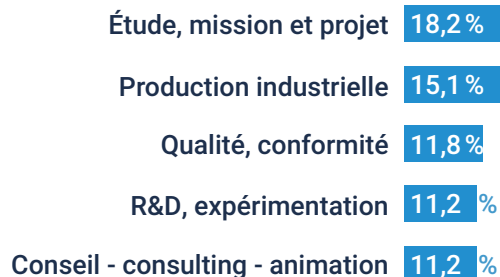 Étude, mission et projet 18,2 %
Production industrielle 15,1 %
Qualité, conformité 11,8 %
R&D, expérimentation 11,2 %
Conseil - consulting - animation 11,2 %